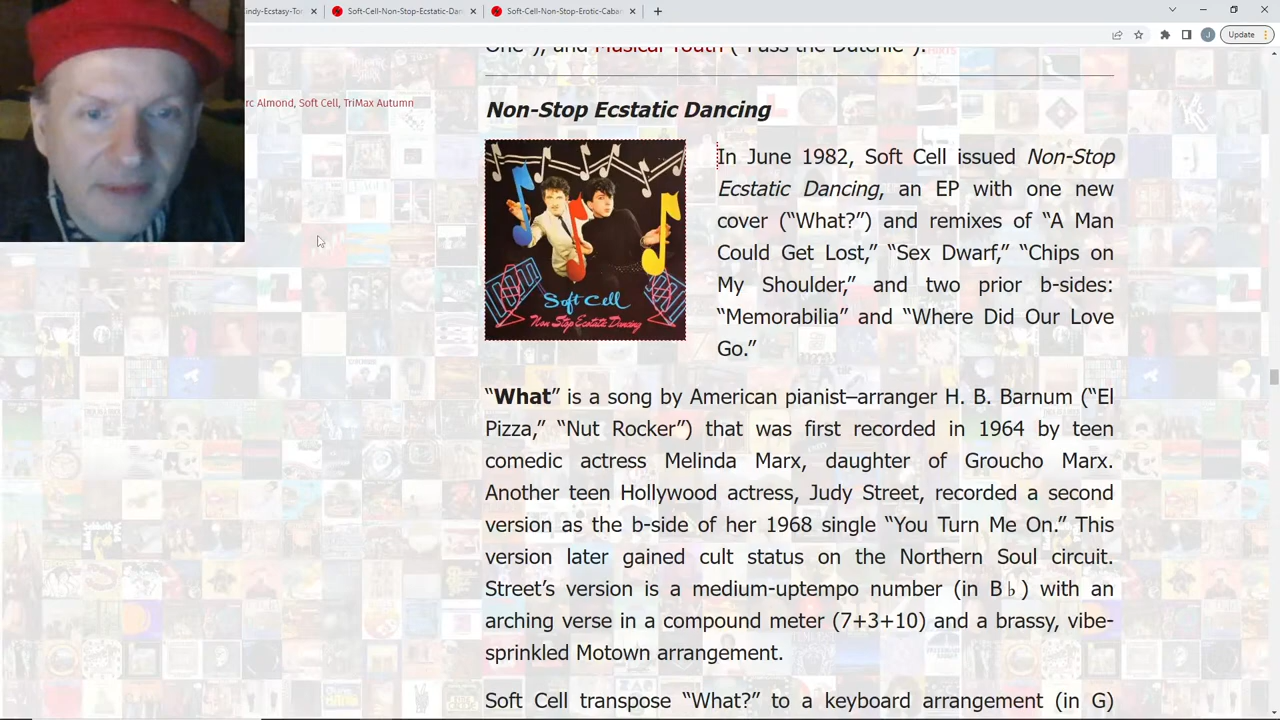 ndy-Ecstasy-To
Soft-Cell-Non-Stop-Ecstatic-Dan
Soft-Cell-Non-Stop-Erotic-Cabar
Update
One"), and Musical Youth ("Pass the Dutchie").
rc Almond, Soft Cell, TriMax Autumn
Non-Stop Ecstatic Dancing
In June 1982, Soft Cell issued Non-Stop
Ecstatic Dancing, an EP with one new
cover (“What?”) and remixes of “A Man
Could Get Lost,” “Sex Dwarf,” “Chips on
My Shoulder,” and two prior b-sides:
“Memorabilia” and “Where Did Our Love
Go.”
Soft Cell
Non Stop Ecstatic Dancing
“What” is a song by American pianist–arranger H. B. Barnum (“El
Pizza,” “Nut Rocker”) that was first recorded in 1964 by teen
comedic actress Melinda Marx, daughter of Groucho Marx.
Another teen Hollywood actress, Judy Street, recorded a second
version as the b-side of her 1968 single “You Turn Me On.” This
version later gained cult status on the Northern Soul circuit.
Street’s version is a medium-uptempo number (in B♭) with an
arching verse in a compound meter (7+3+10) and a brassy, vibe-
sprinkled Motown arrangement.
Soft Cell transpose “What?” to a keyboard arrangement (in G)